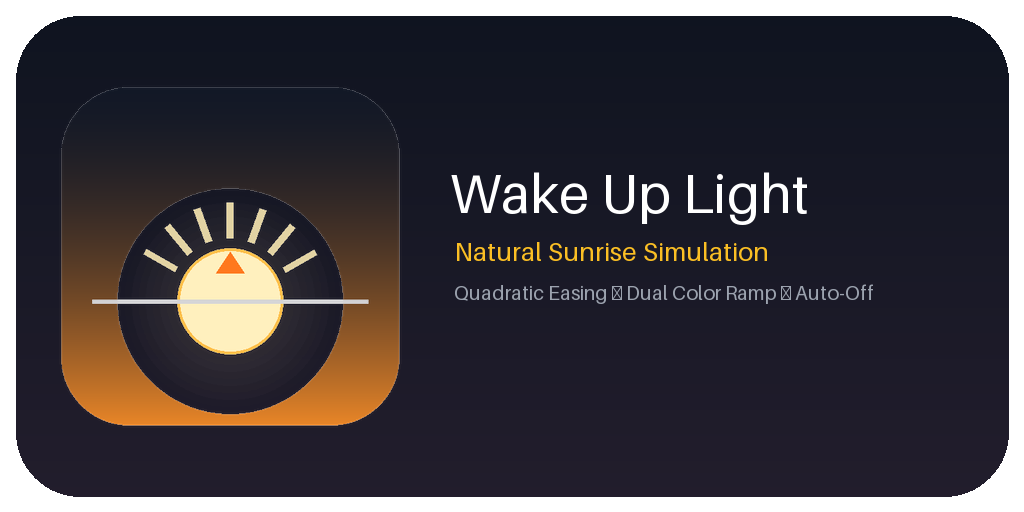 Wake Up Light
Natural Sunrise Simulation
Quadratic Easing 〿 Dual Color Ramp 〿 Auto-Off